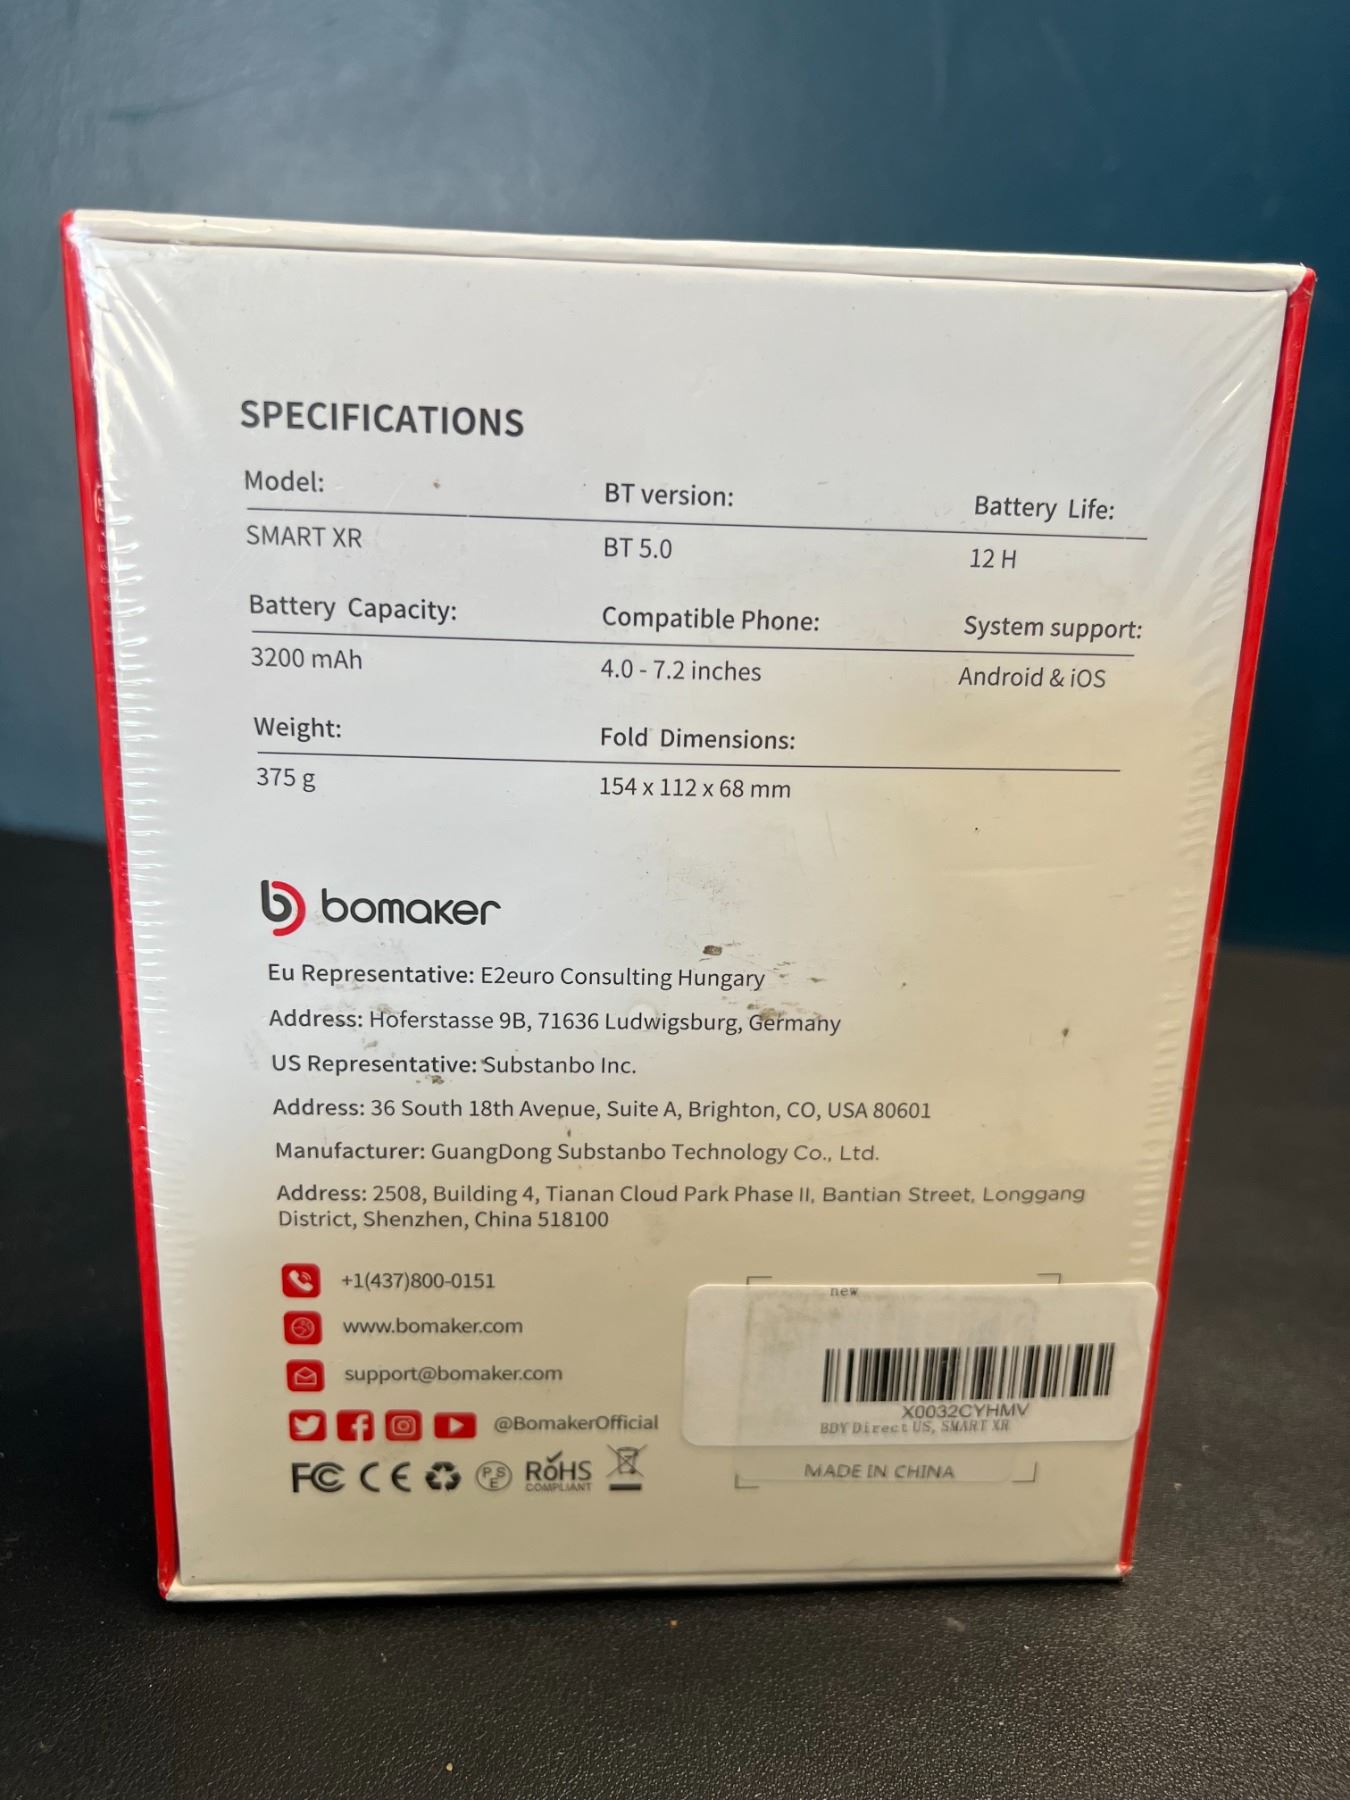 SPECIFICATIONS
Model: BT version: Battery Life:
SMART XR BT 5.0 12 H
Battery Capacity: Compatible Phone: System support:
3200 mAh 4.0 - 7.2 inches Android & iOS
Weight: Fold Dimensions:
375 g 154 x 112 x 68 mm
bomaker
Eu Representative: E2euro Consulting Hungary
Address: Hoferstasse 9B, 71636 Ludwigsburg, Germany
US Representative: Substanbo Inc.
Address: 36 South 18th Avenue, Suite A, Brighton, CO, USA 80601
Manufacturer: GuangDong Substanbo Technology Co., Ltd.
Address: 2508, Building 4, Tianan Cloud Park Phase II, Bantian Street, Longgang
District, Shenzhen, China 518100
+1(437)800-0151
www.bomaker.com
support@bomaker.com
@BomakerOfficial
FC CE PSE RoHS
COMPLIANT
new
X0032CYHMV
BDY Direct US, SMART XR
MADE IN CHINA